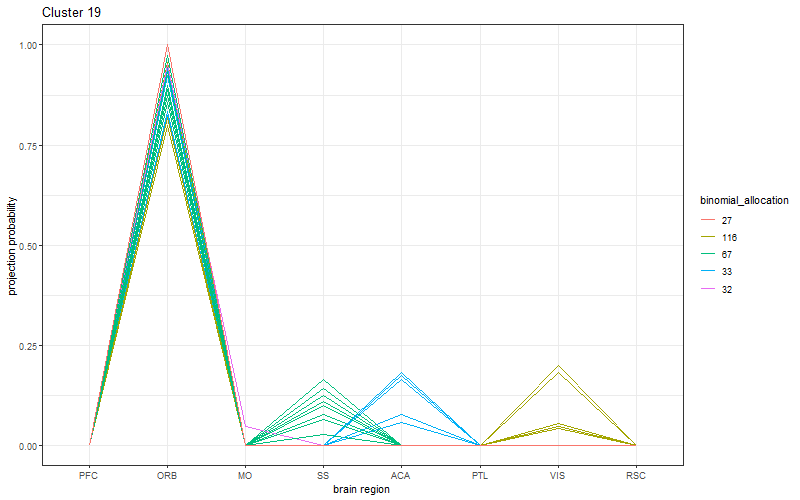 Cluster 19
projection probability
1.00
0.75
0.50
0.25
0.00
PFC ORB MO SS ACA PTL VIS RSC
brain region
binomial_allocation
27
116
67
33
32